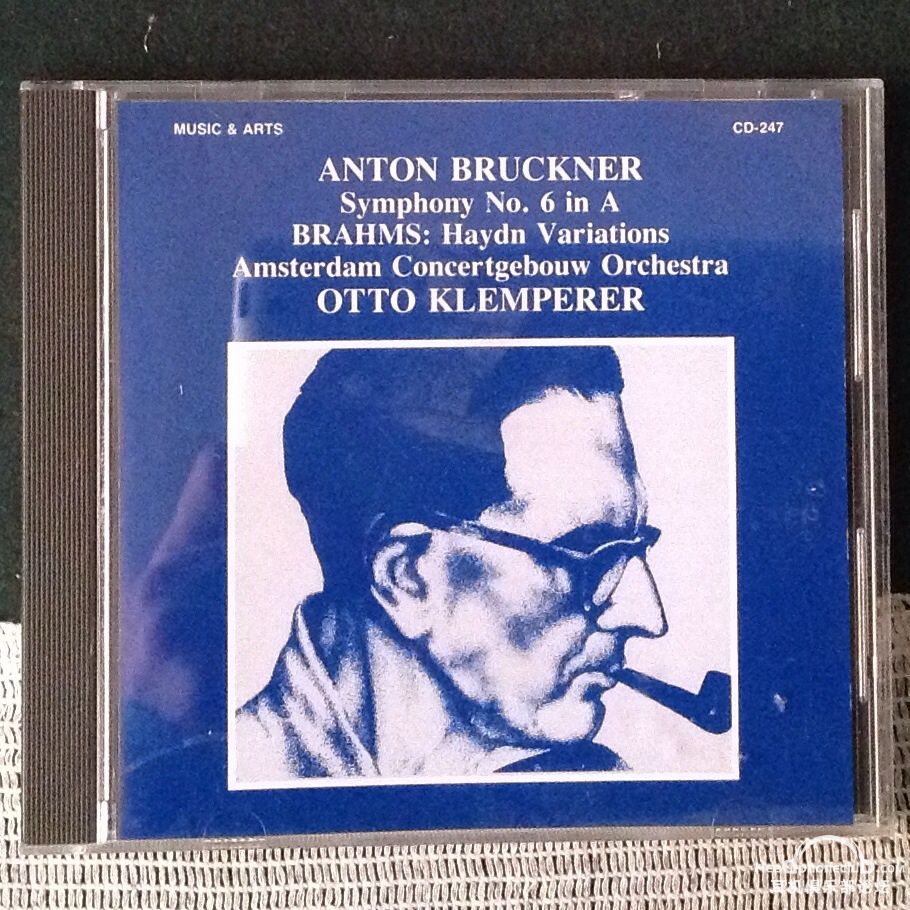 MUSIC & ARTS
CD-247
ANTON BRUCKNER
Symphony No. 6 in A
BRAHMS: Haydn Variations
Amsterdam Concertgebouw Orchestra
OTTO KLEMPERER